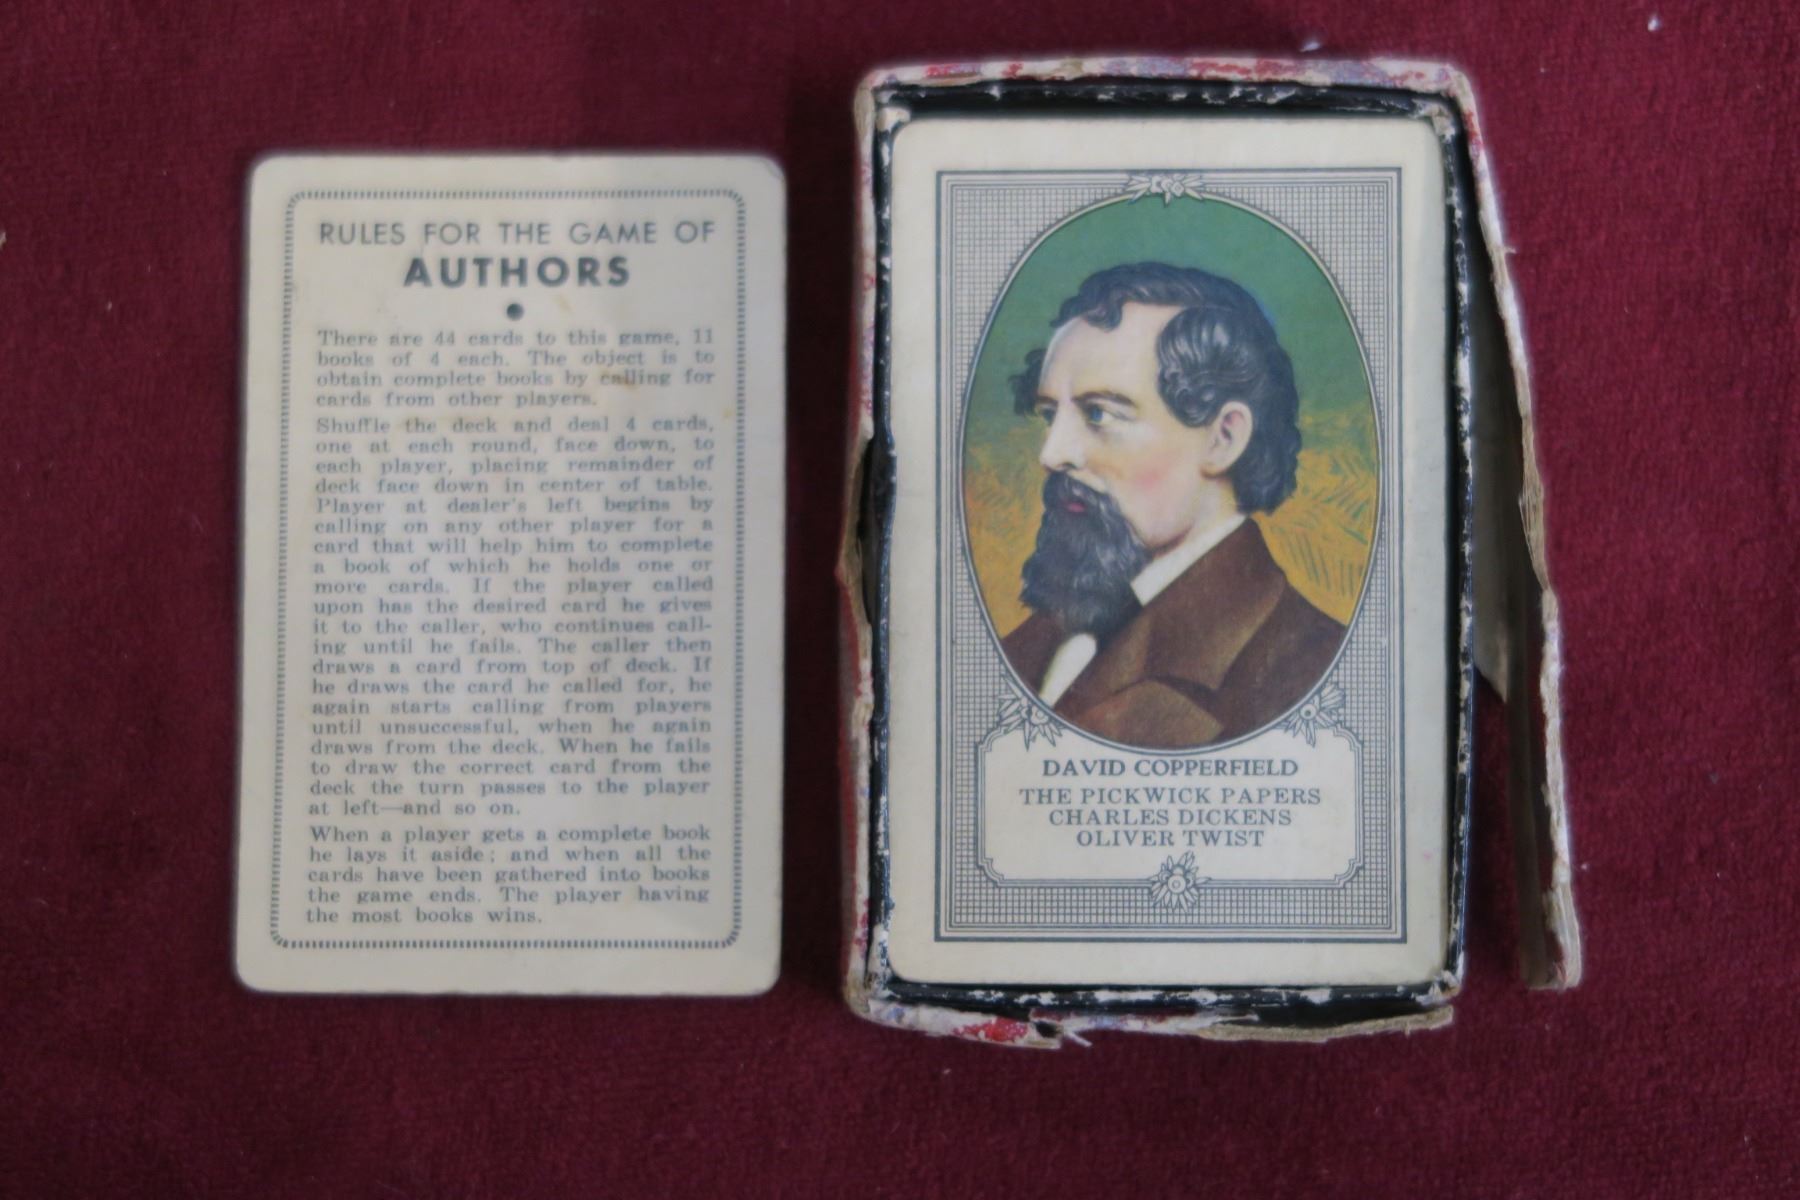 RULES FOR THE GAME OF
AUTHORS
There are 44 cards to this game, 11
books of 4 each. The object is to
obtain complete books by calling for
cards from other players.
Shuffle the deck and deal 4 cards,
one at each round, face down, to
each player, placing remainder of
deck face down in center of table.
Player at dealer's left begins by
calling on any other player for a
card that will help him to complete
a book of which he holds one or
more cards. If the player called
upon has the desired card he gives
it to the caller, who continues call-
ing until he fails. The caller then
draws a card from top of deck. If
he draws the card he called for, he
again starts calling from players
until unsuccessful, when he again
draws from the deck. When he fails
to draw the correct card from the
deck the turn passes to the player
at left—and so on.
When a player gets a complete book
he lays it aside; and when all the
cards have been gathered into books
the game ends. The player having
the most books wins.
DAVID COPPERFIELD
THE PICKWICK PAPERS
CHARLES DICKENS
OLIVER TWIST